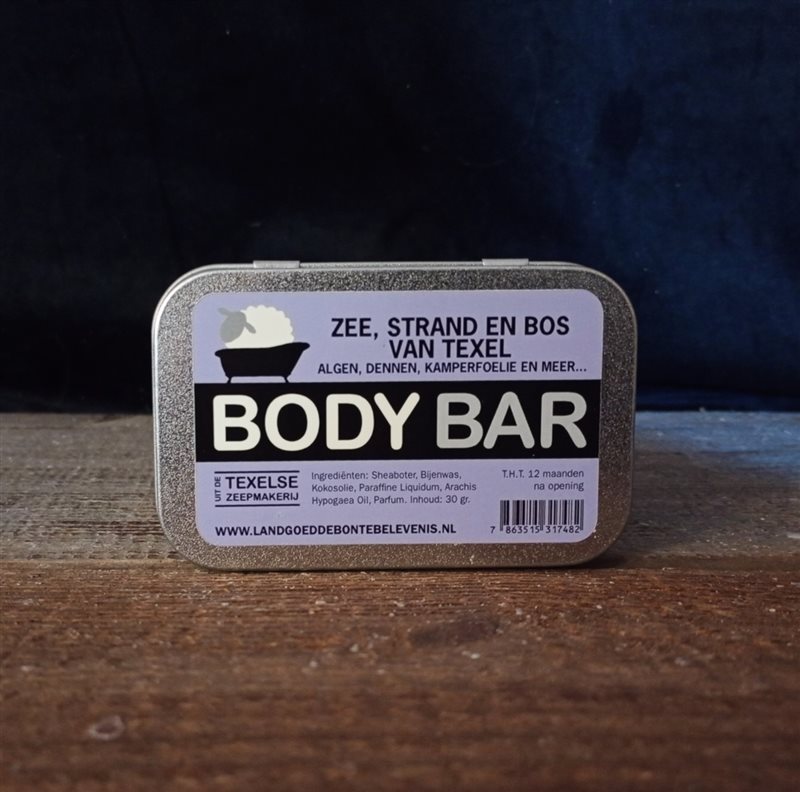 ZEE, STRAND EN BOS
VAN TEXEL
ALGEN, DENNEN, KAMPERFOELIE EN MEER...
BODY BAR
UIT DE
TEXELSE
ZEEPMAKERIJ
Ingrediënten: Sheaboter, Bijenwas,
Kokosolie, Paraffine Liquidum, Arachis
Hypogaea Oil, Parfum. Inhoud: 30 gr.
T.H.T. 12 maanden
na opening
WWW.LANDGOEDDEBONTEBELEVENIS.NL
7 863515 317482